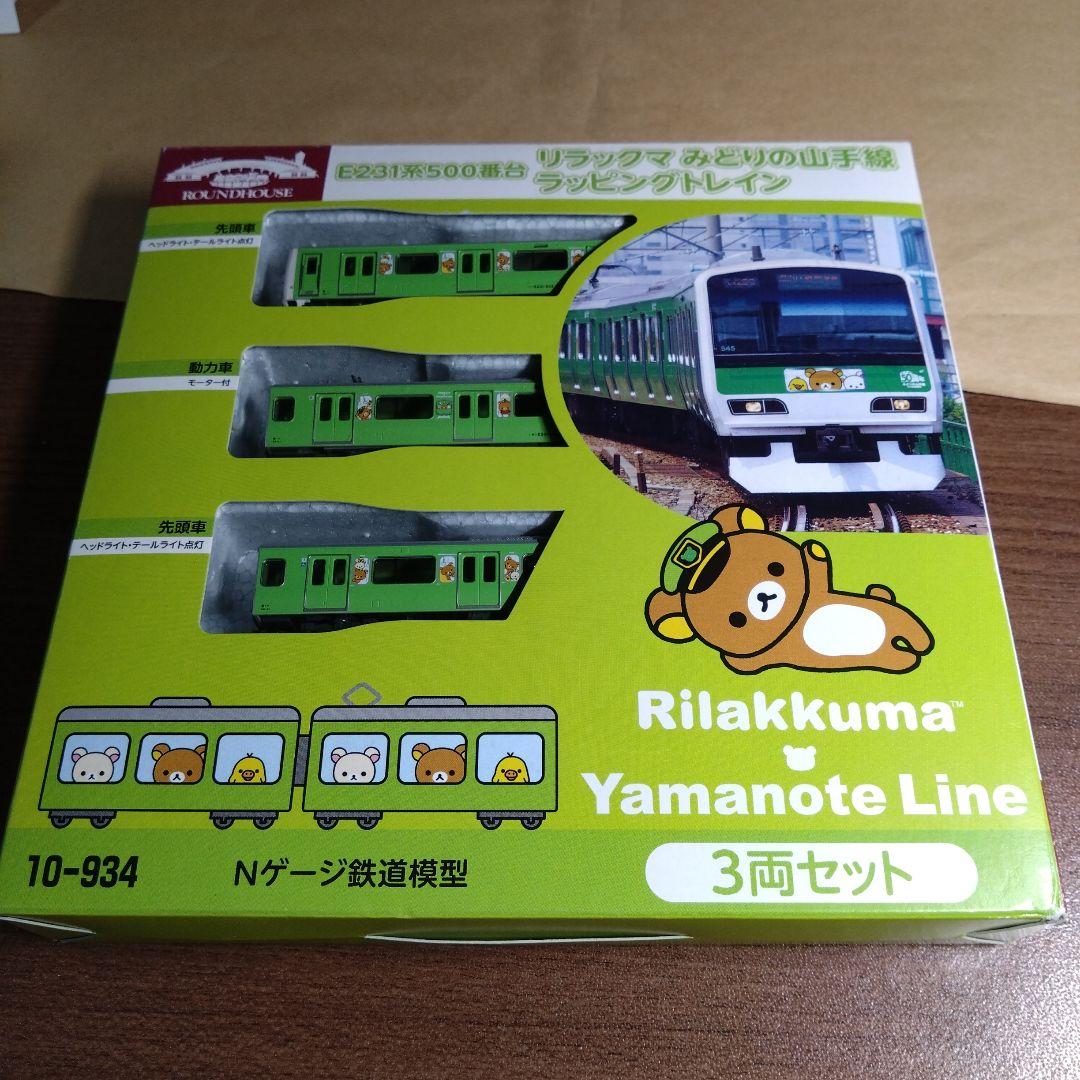 ROUNDHOUSE
E231系500番台
リラックマ みどりの山手線
ラッピングトレイン
先頭車
ヘッドライト・テールライト点灯
動力車
モーター付
先頭車
ヘッドライト・テールライト点灯
545
Rilakkuma™
Yamanote Line
10-934
Nゲージ鉄道模型
3両セット